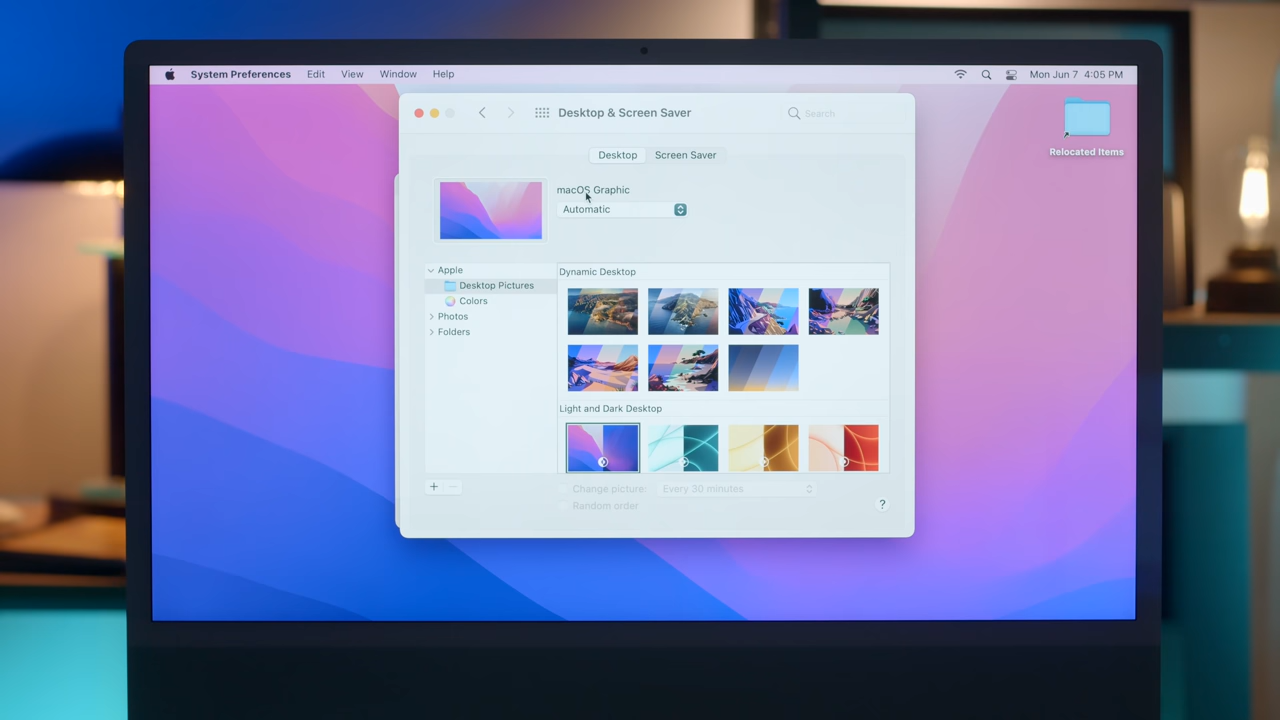 System Preferences Edit View Window Help Mon Jun 7 4:05 PM
Desktop & Screen Saver Search
Relocated Items
Desktop Screen Saver
macOS Graphic
Automatic
Apple
Desktop Pictures
Colors
Photos
Folders
Dynamic Desktop
Light and Dark Desktop
+ −
Change picture: Every 30 minutes
Random order
?